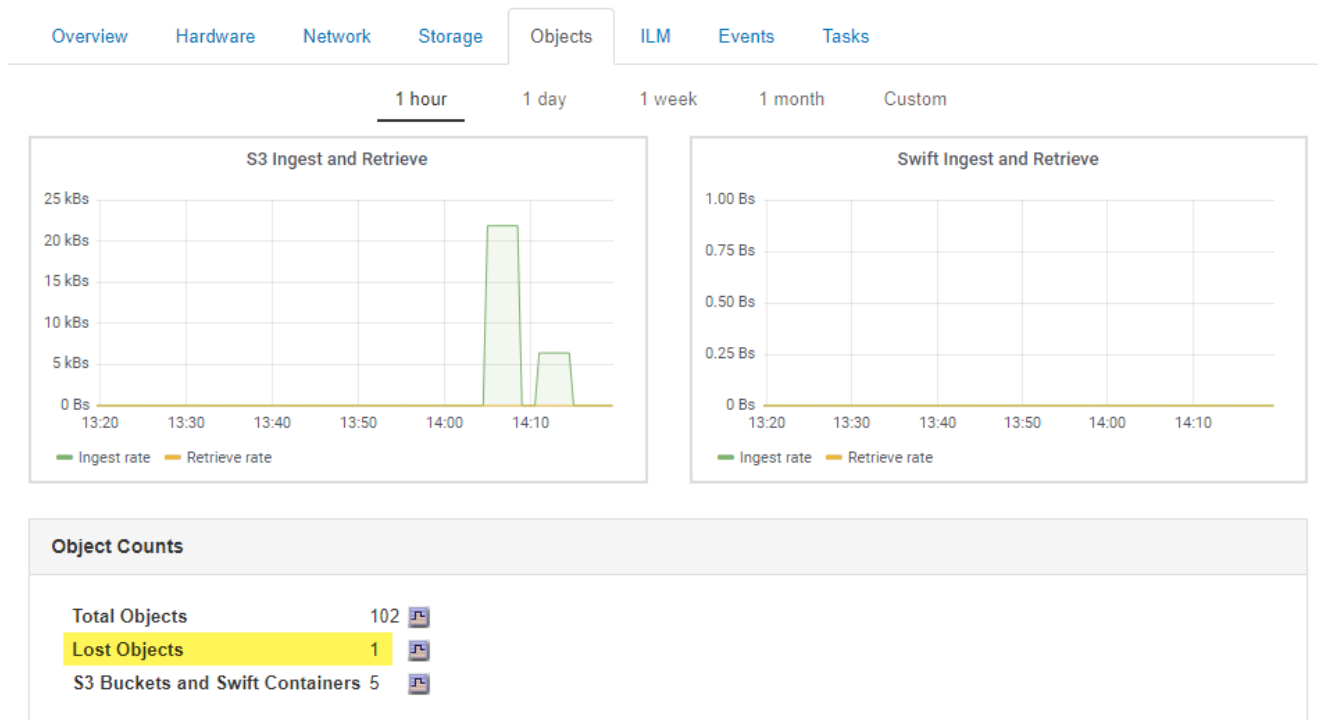 Overview Hardware Network Storage Objects ILM Events Tasks
1 hour 1 day 1 week 1 month Custom
S3 Ingest and Retrieve
25 kBs
20 kBs
15 kBs
10 kBs
5 kBs
0 Bs
13:20 13:30 13:40 13:50 14:00 14:10
Ingest rate Retrieve rate
Swift Ingest and Retrieve
1.00 Bs
0.75 Bs
0.50 Bs
0.25 Bs
0 Bs
13:20 13:30 13:40 13:50 14:00 14:10
Ingest rate Retrieve rate
Object Counts
Total Objects 102
Lost Objects 1
S3 Buckets and Swift Containers 5